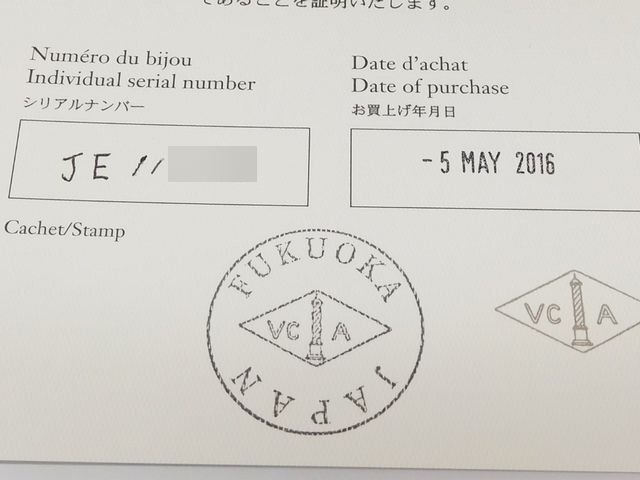 であることを証明いたします。
Numéro du bijou
Individual serial number
シリアルナンバー
JE //
Date d'achat
Date of purchase
お買上げ年月日
-5 MAY 2016
Cachet/Stamp
FUKUOKA
VC A
JAPAN
VC A